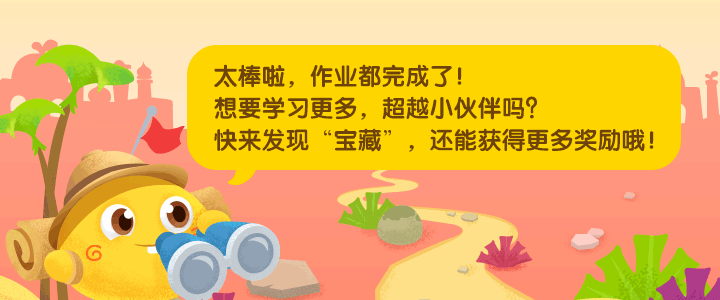 太棒啦，作业都完成了！
想要学习更多，超越小伙伴吗？
快来发现“宝藏”，还能获得更多奖励哦！